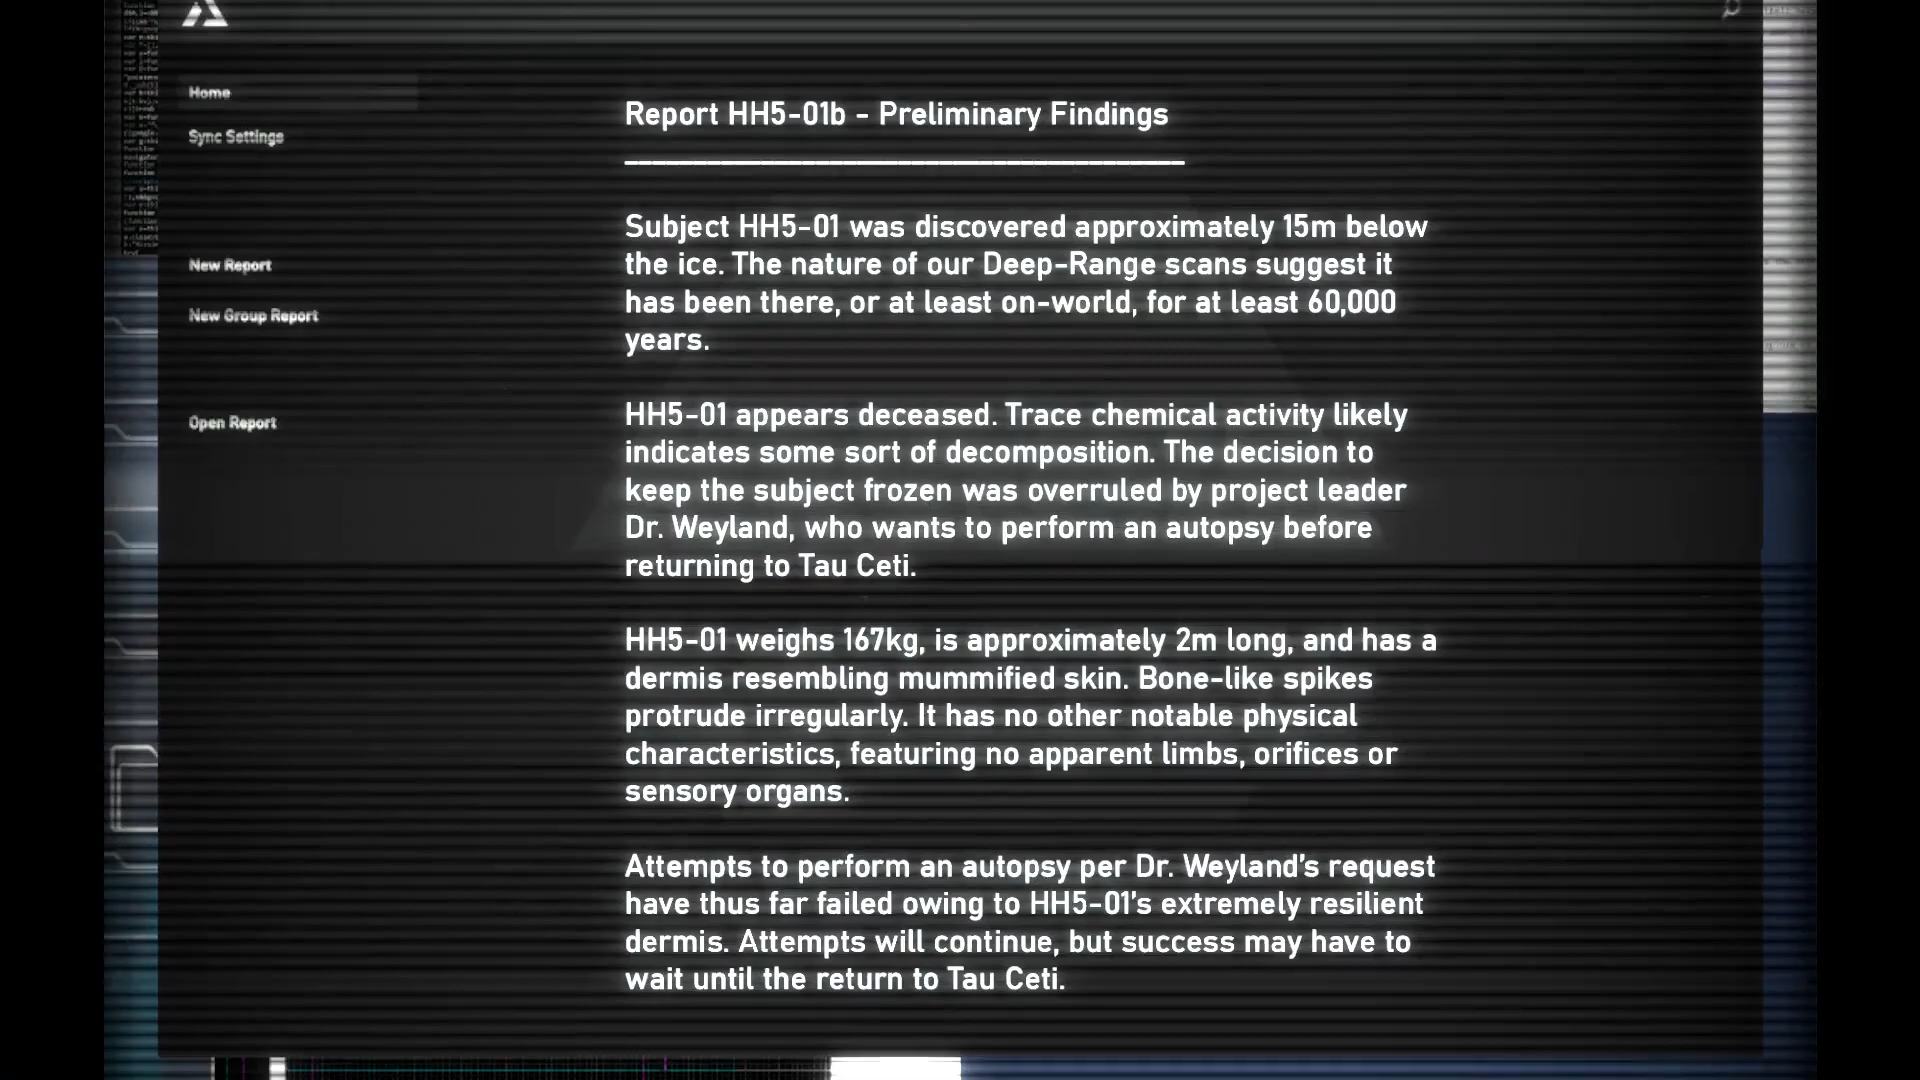 Home
Sync Settings
New Report
New Group Report
Open Report
Report HH5-01b - Preliminary Findings
Subject HH5-01 was discovered approximately 15m below
the ice. The nature of our Deep-Range scans suggest it
has been there, or at least on-world, for at least 60,000
years.
HH5-01 appears deceased. Trace chemical activity likely
indicates some sort of decomposition. The decision to
keep the subject frozen was overruled by project leader
Dr. Weyland, who wants to perform an autopsy before
returning to Tau Ceti.
HH5-01 weighs 167kg, is approximately 2m long, and has a
dermis resembling mummified skin. Bone-like spikes
protrude irregularly. It has no other notable physical
characteristics, featuring no apparent limbs, orifices or
sensory organs.
Attempts to perform an autopsy per Dr. Weyland's request
have thus far failed owing to HH5-01's extremely resilient
dermis. Attempts will continue, but success may have to
wait until the return to Tau Ceti.